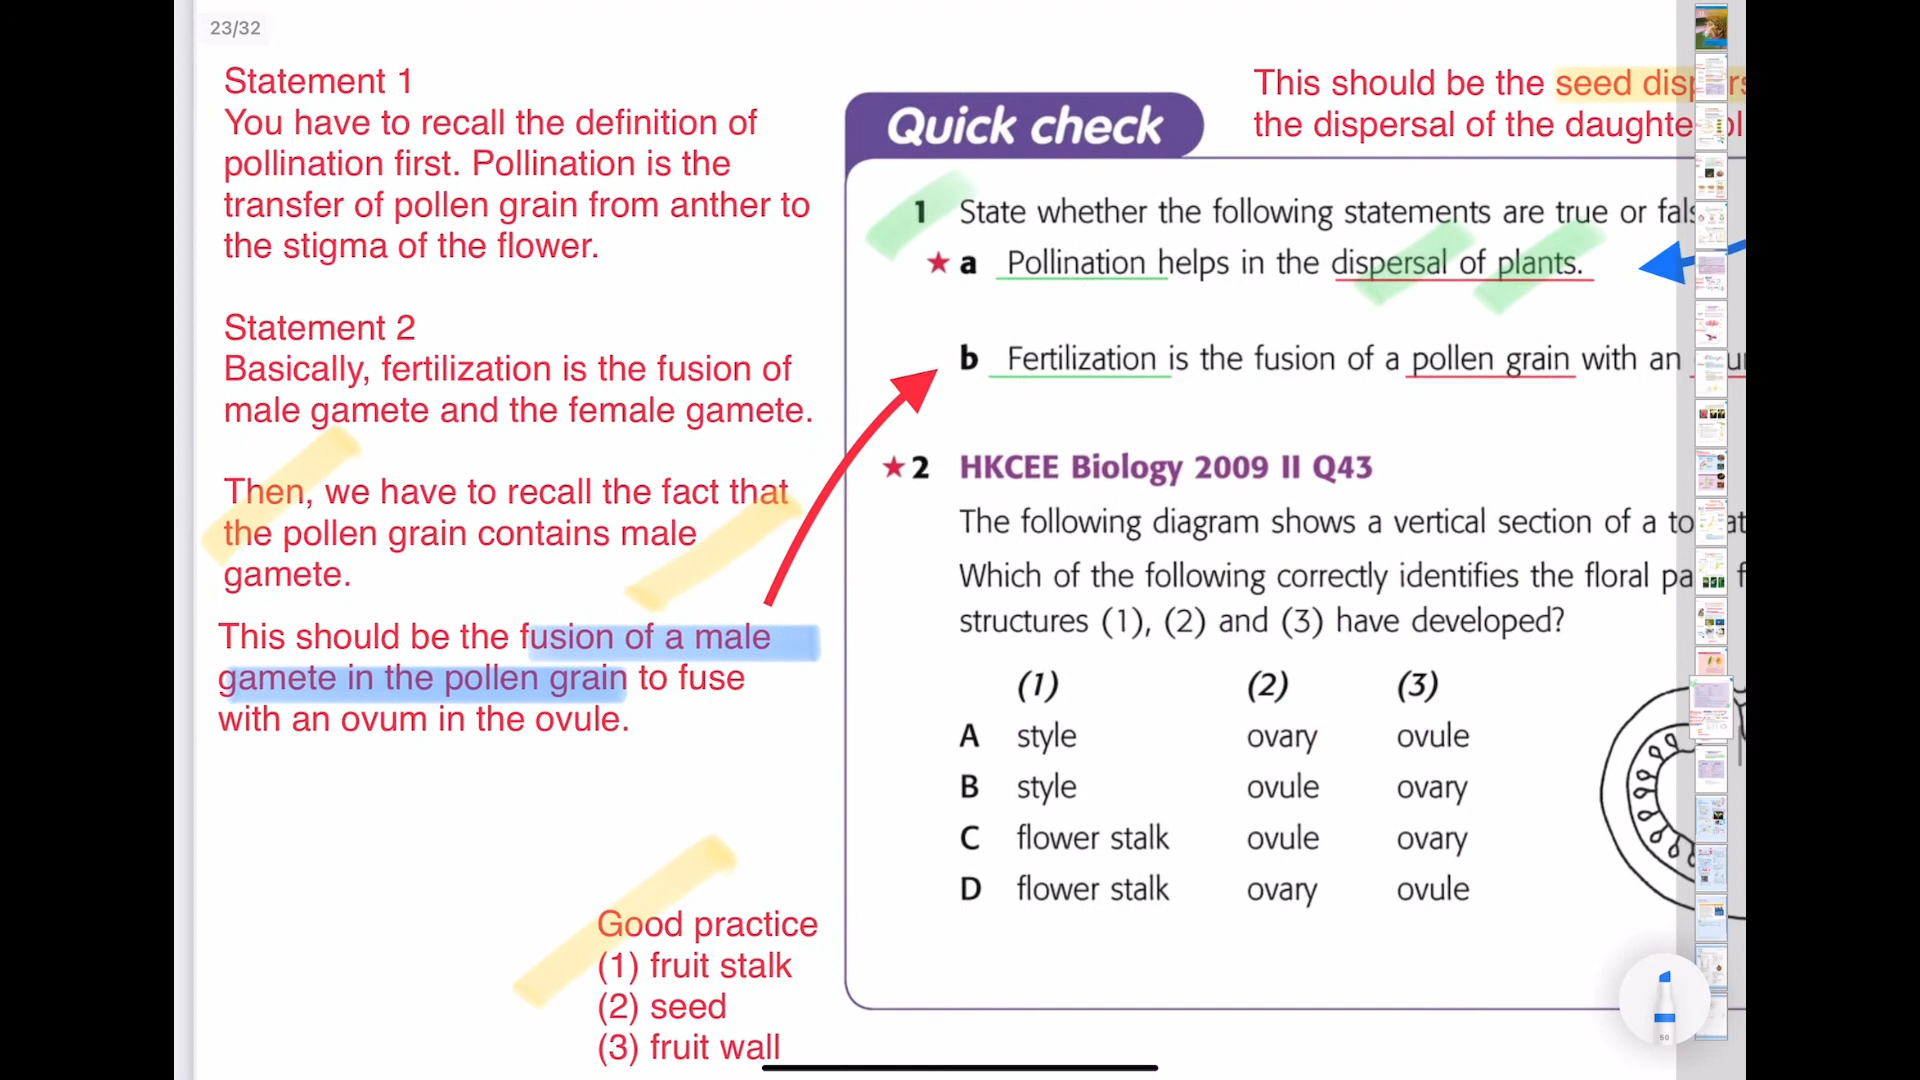 23/32
Statement 1
You have to recall the definition of
pollination first. Pollination is the
transfer of pollen grain from anther to
the stigma of the flower.
Statement 2
Basically, fertilization is the fusion of
male gamete and the female gamete.
Then, we have to recall the fact that
the pollen grain contains male
gamete.
This should be the fusion of a male
gamete in the pollen grain to fuse
with an ovum in the ovule.
Good practice
(1) fruit stalk
(2) seed
(3) fruit wall
This should be the seed
the dispersal of the
Quick check
1 State whether the following statements are true or
★ a Pollination helps in the dispersal of plants.
b Fertilization is the fusion of a pollen grain with an
★ 2 HKCEE Biology 2009 II Q43
The following diagram shows a vertical section of a
Which of the following correctly identifies the floral
structures (1), (2) and (3) have developed?
(1) (2) (3)
A style ovary ovule
B style ovule ovary
C flower stalk ovule ovary
D flower stalk ovary ovule
50